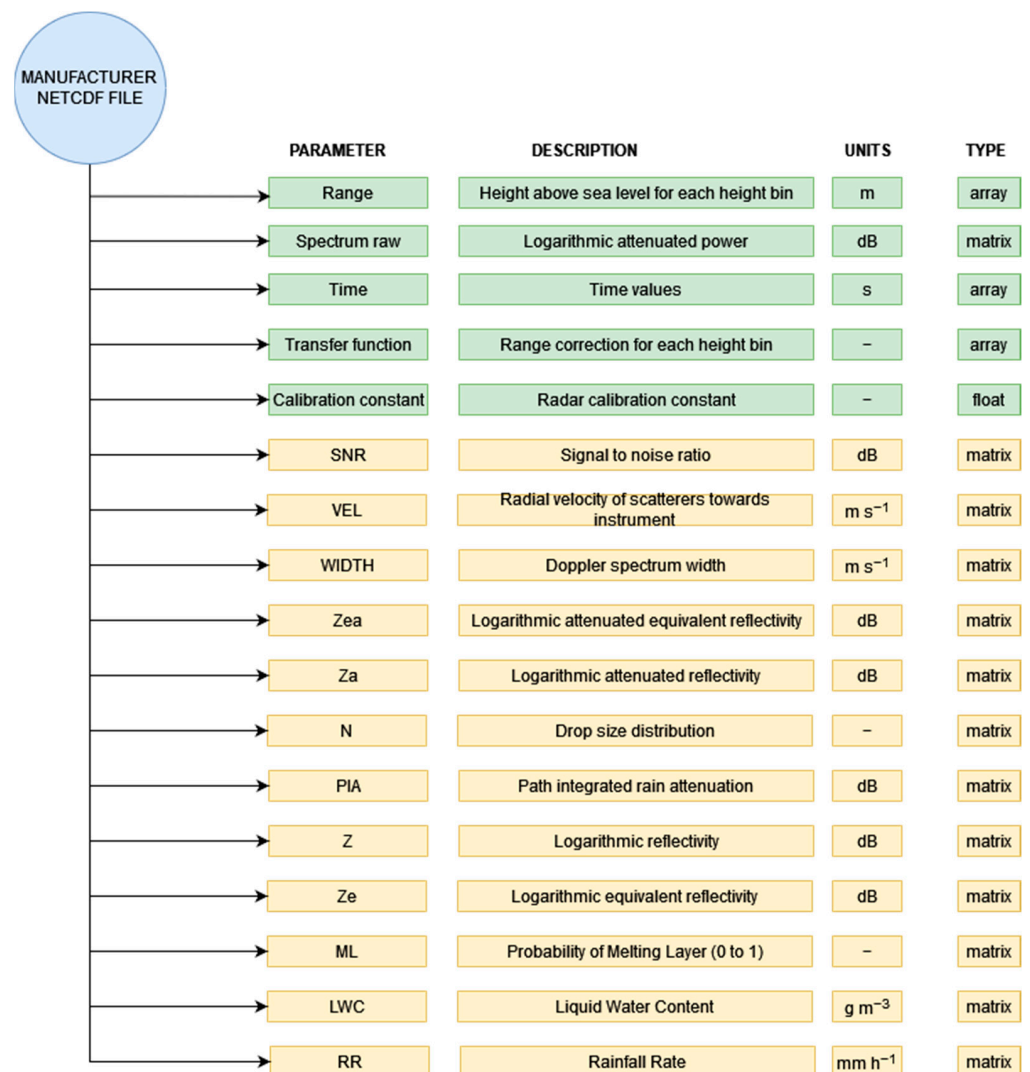 MANUFACTURER
NETCDF FILE
PARAMETER DESCRIPTION UNITS TYPE
Range Height above sea level for each height bin m array
Spectrum raw Logarithmic attenuated power dB matrix
Time Time values s array
Transfer function Range correction for each height bin – array
Calibration constant Radar calibration constant – float
SNR Signal to noise ratio dB matrix
VEL Radial velocity of scatterers towards instrument m s⁻¹ matrix
WIDTH Doppler spectrum width m s⁻¹ matrix
Zea Logarithmic attenuated equivalent reflectivity dB matrix
Za Logarithmic attenuated reflectivity dB matrix
N Drop size distribution – matrix
PIA Path integrated rain attenuation dB matrix
Z Logarithmic reflectivity dB matrix
Ze Logarithmic equivalent reflectivity dB matrix
ML Probability of Melting Layer (0 to 1) – matrix
LWC Liquid Water Content g m⁻³ matrix
RR Rainfall Rate mm h⁻¹ matrix